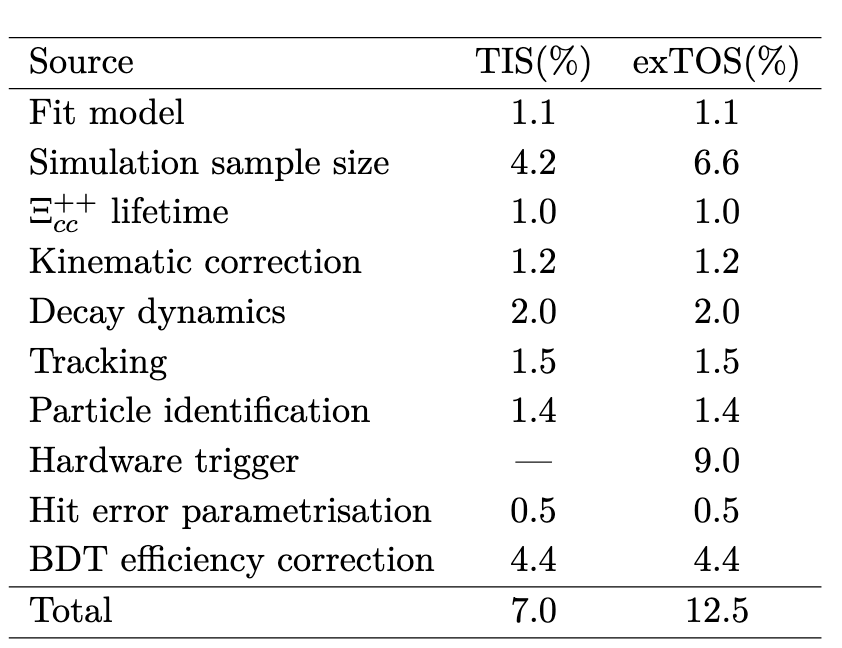 Source TIS(%) exTOS(%)
Fit model 1.1 1.1
Simulation sample size 4.2 6.6
Ξ++cc lifetime 1.0 1.0
Kinematic correction 1.2 1.2
Decay dynamics 2.0 2.0
Tracking 1.5 1.5
Particle identification 1.4 1.4
Hardware trigger — 9.0
Hit error parametrisation 0.5 0.5
BDT efficiency correction 4.4 4.4
Total 7.0 12.5